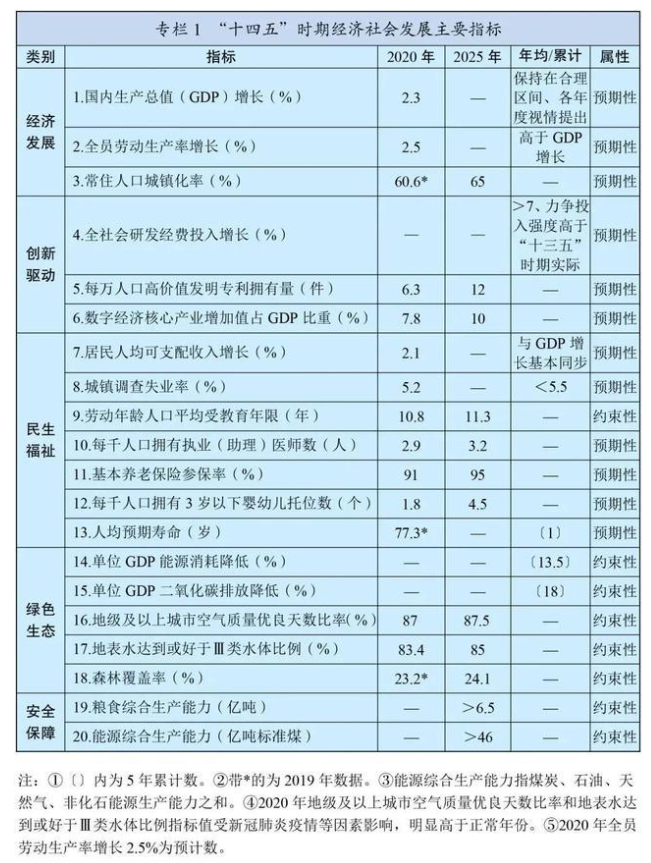 专栏 1 “十四五”时期经济社会发展主要指标
类别 指标 2020 年 2025 年 年均/累计 属性
经济发展
1.国内生产总值（GDP）增长（%） 2.3 — 保持在合理区间、各年度视情提出 预期性
2.全员劳动生产率增长（%） 2.5 — 高于 GDP 增长 预期性
3.常住人口城镇化率（%） 60.6* 65 — 预期性
创新驱动
4.全社会研发经费投入增长（%） — — ＞7、力争投入强度高于“十三五”时期实际 预期性
5.每万人口高价值发明专利拥有量（件） 6.3 12 — 预期性
6.数字经济核心产业增加值占 GDP 比重（%） 7.8 10 — 预期性
民生福祉
7.居民人均可支配收入增长（%） 2.1 — 与 GDP 增长基本同步 预期性
8.城镇调查失业率（%） 5.2 — ＜5.5 预期性
9.劳动年龄人口平均受教育年限（年） 10.8 11.3 — 约束性
10.每千人口拥有执业（助理）医师数（人） 2.9 3.2 — 预期性
11.基本养老保险参保率（%） 91 95 — 预期性
12.每千人口拥有 3 岁以下婴幼儿托位数（个） 1.8 4.5 — 预期性
13.人均预期寿命（岁） 77.3* — 〔1〕 预期性
绿色生态
14.单位 GDP 能源消耗降低（%） — — 〔13.5〕 约束性
15.单位 GDP 二氧化碳排放降低（%） — — 〔18〕 约束性
16.地级及以上城市空气质量优良天数比率（%） 87 87.5 — 约束性
17.地表水达到或好于Ⅲ类水体比例（%） 83.4 85 — 约束性
18.森林覆盖率（%） 23.2* 24.1 — 约束性
安全保障
19.粮食综合生产能力（亿吨） — ＞6.5 — 约束性
20.能源综合生产能力（亿吨标准煤） — ＞46 — 约束性
注：①〔〕内为 5 年累计数。②带*的为 2019 年数据。③能源综合生产能力指煤炭、石油、天
然气、非化石能源生产能力之和。④2020 年地级及以上城市空气质量优良天数比率和地表水达
到或好于Ⅲ类水体比例指标值受新冠肺炎疫情等因素影响，明显高于正常年份。⑤2020 年全员
劳动生产率增长 2.5%为预计数。